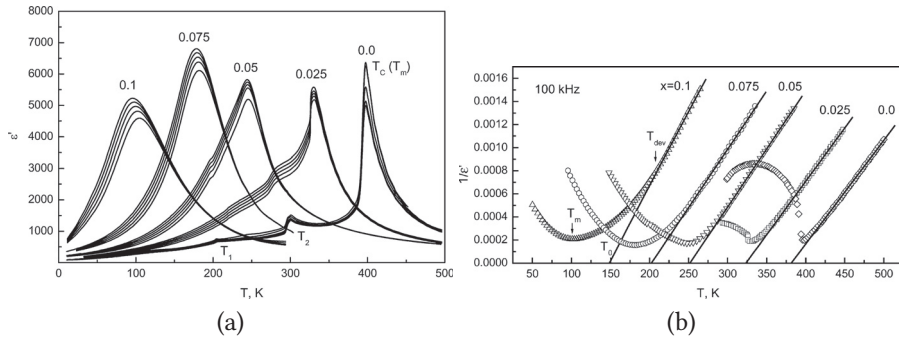 (a)
8000
7000
6000
5000
4000
3000
2000
1000
ε'
0.1
0.075
0.05
0.025
0.0
T_C (T_m)
T_1
T_2
0 100 200 300 400 500
T, K
(a)
(b)
0.0016
0.0014
0.0012
0.0010
0.0008
0.0006
0.0004
0.0002
0.0000
1/ε'
100 kHz
x=0.1 0.075 0.05 0.025 0.0
T_dev
T_m
T_0
50 100 150 200 250 300 350 400 450 500
T, K
(b)